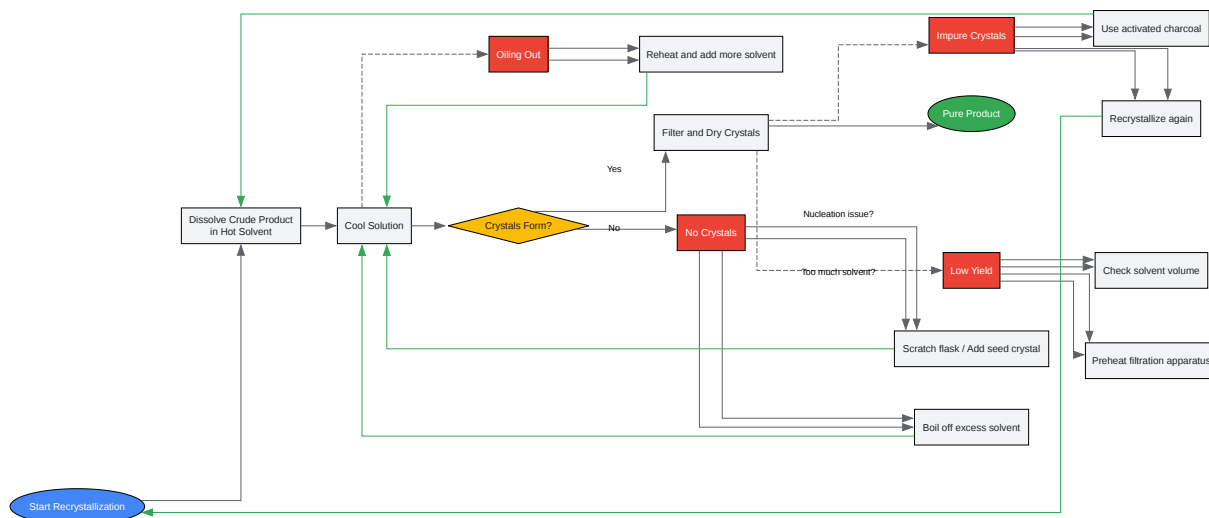 Use activated charcoal
Impure Crystals
Oiling Out
Reheat and add more solvent
Pure Product
Recrystallize again
Filter and Dry Crystals
Yes
Dissolve Crude Product
in Hot Solvent
Cool Solution
Crystals Form?
No
No Crystals
Nucleation issue?
Too much solvent?
Low Yield
Check solvent volume
Scratch flask / Add seed crystal
Preheat filtration apparatus
Boil off excess solvent
Start Recrystallization